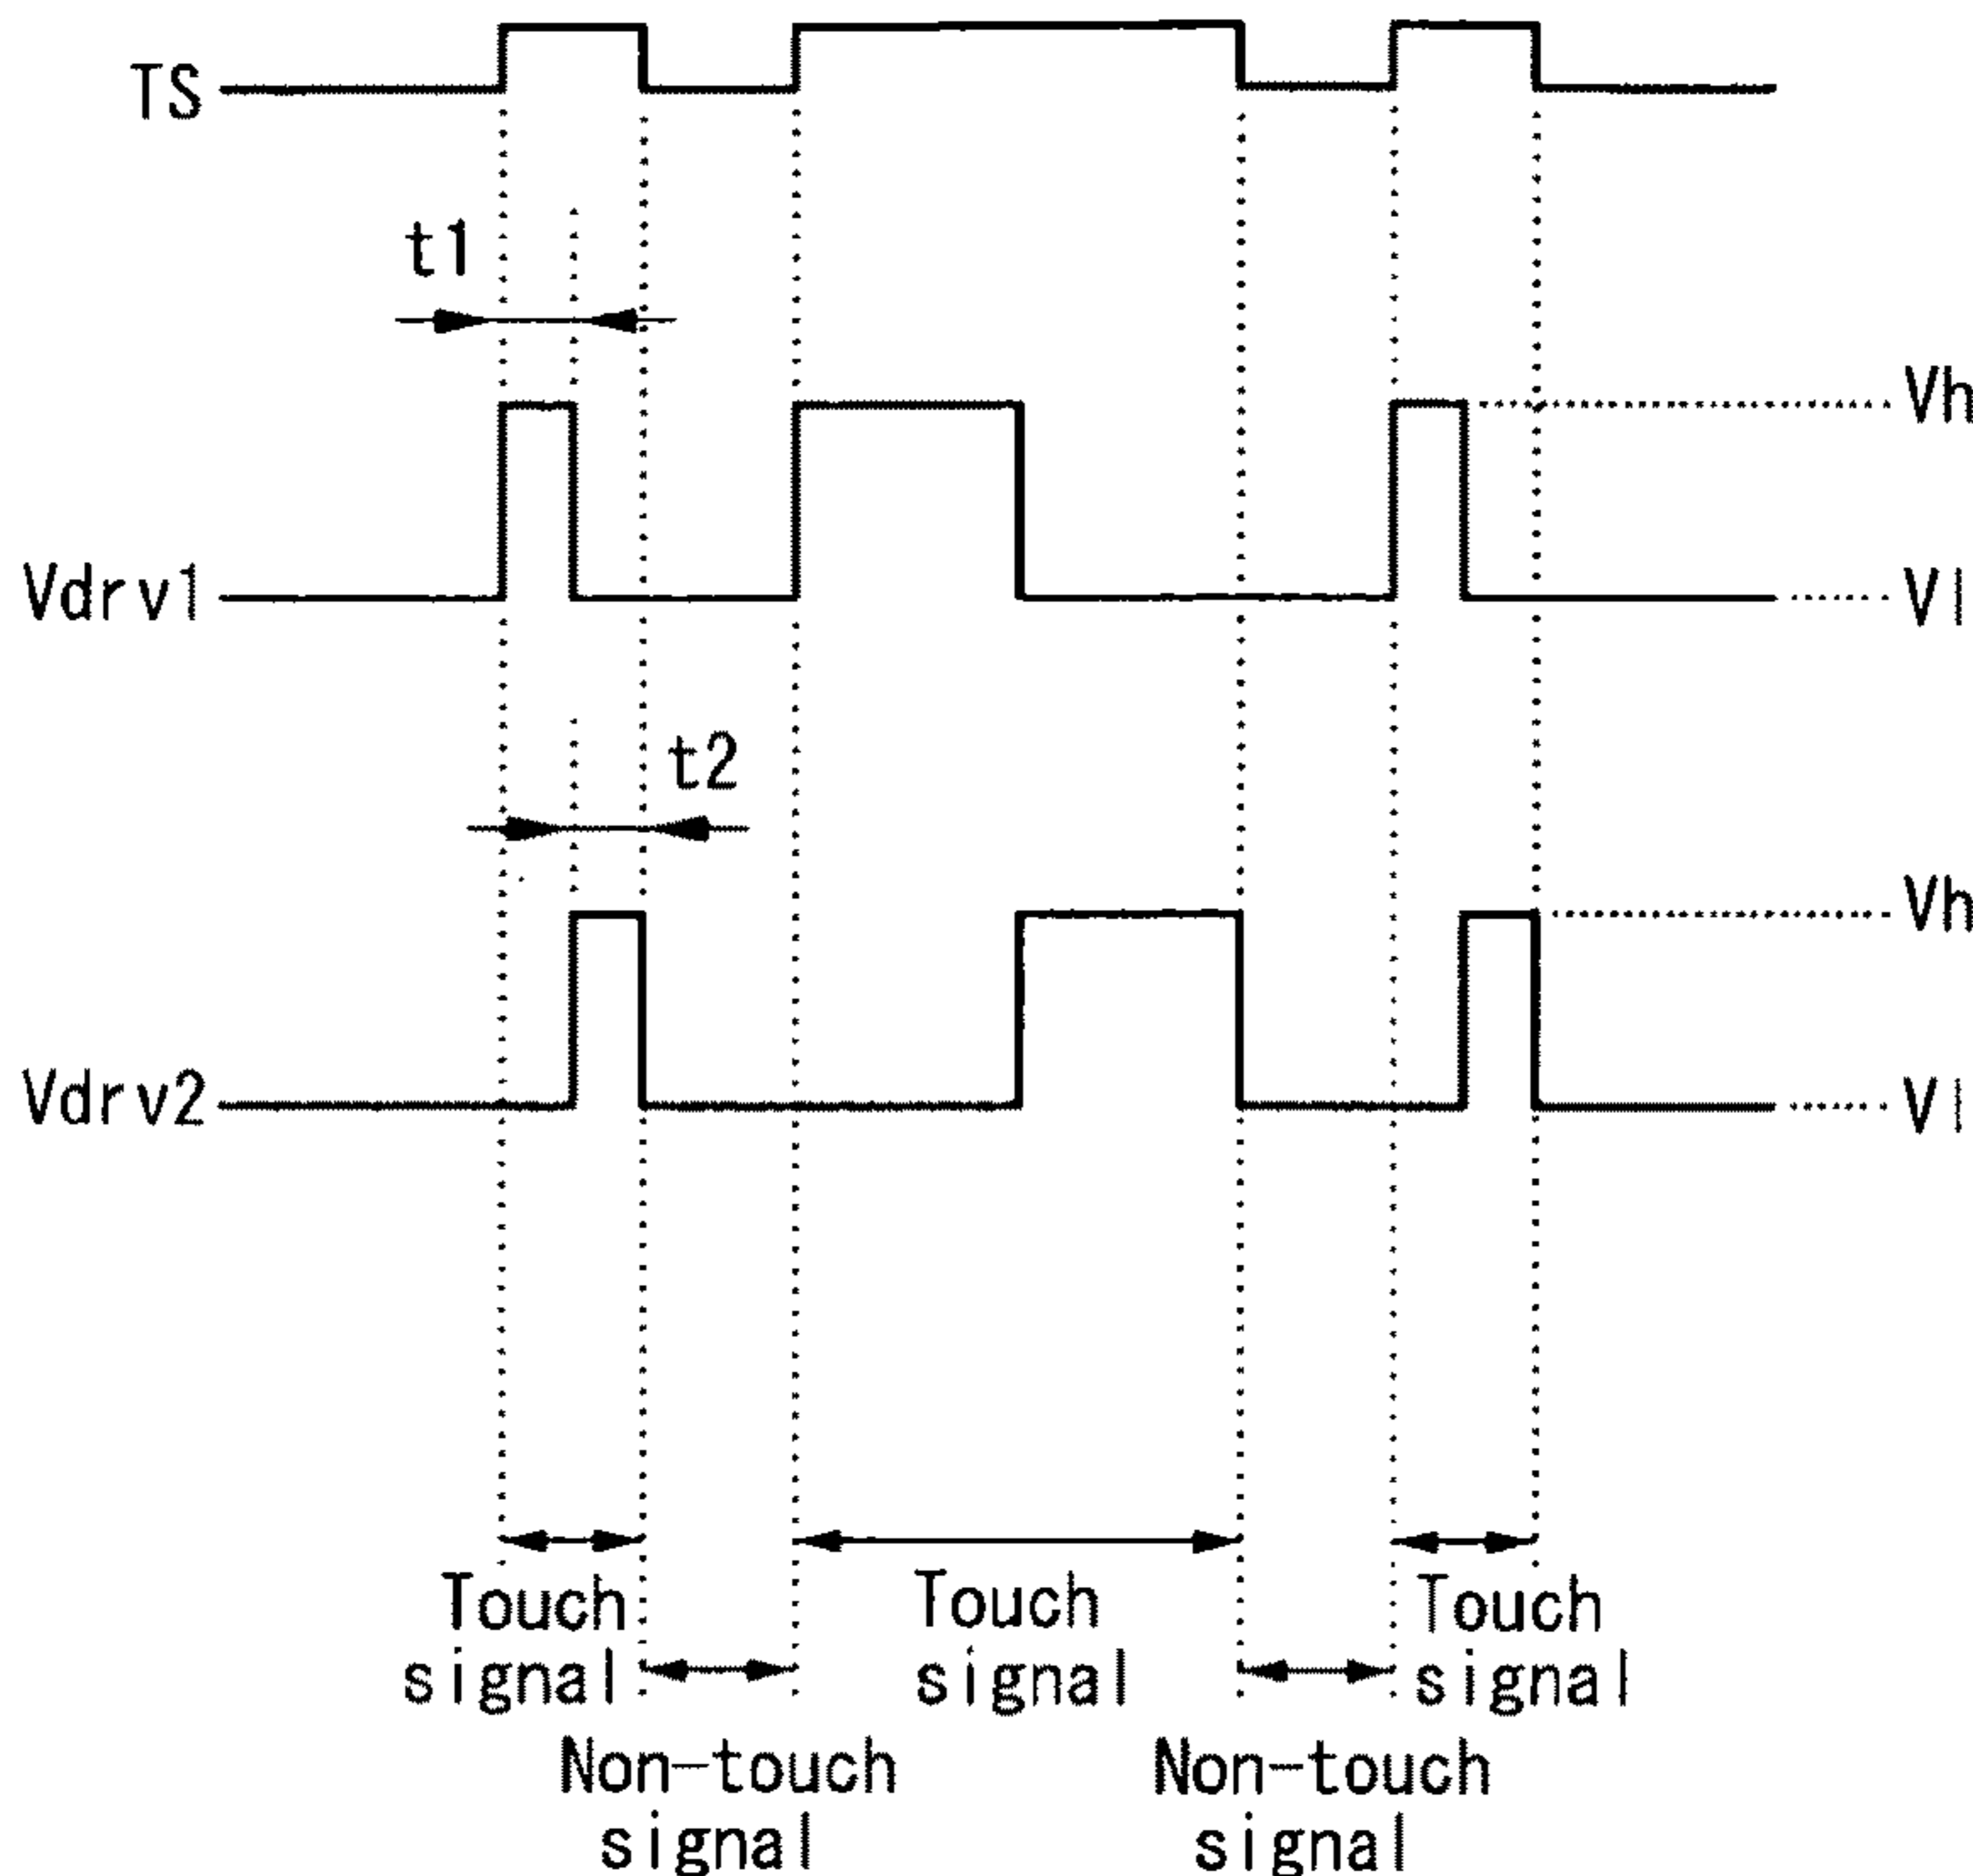 TS
t1
Vh
Vdrv1
Vl
t2
Vh
Vdrv2
Vl
Touch
signal
Touch
signal
Touch
signal
Non-touch
signal
Non-touch
signal